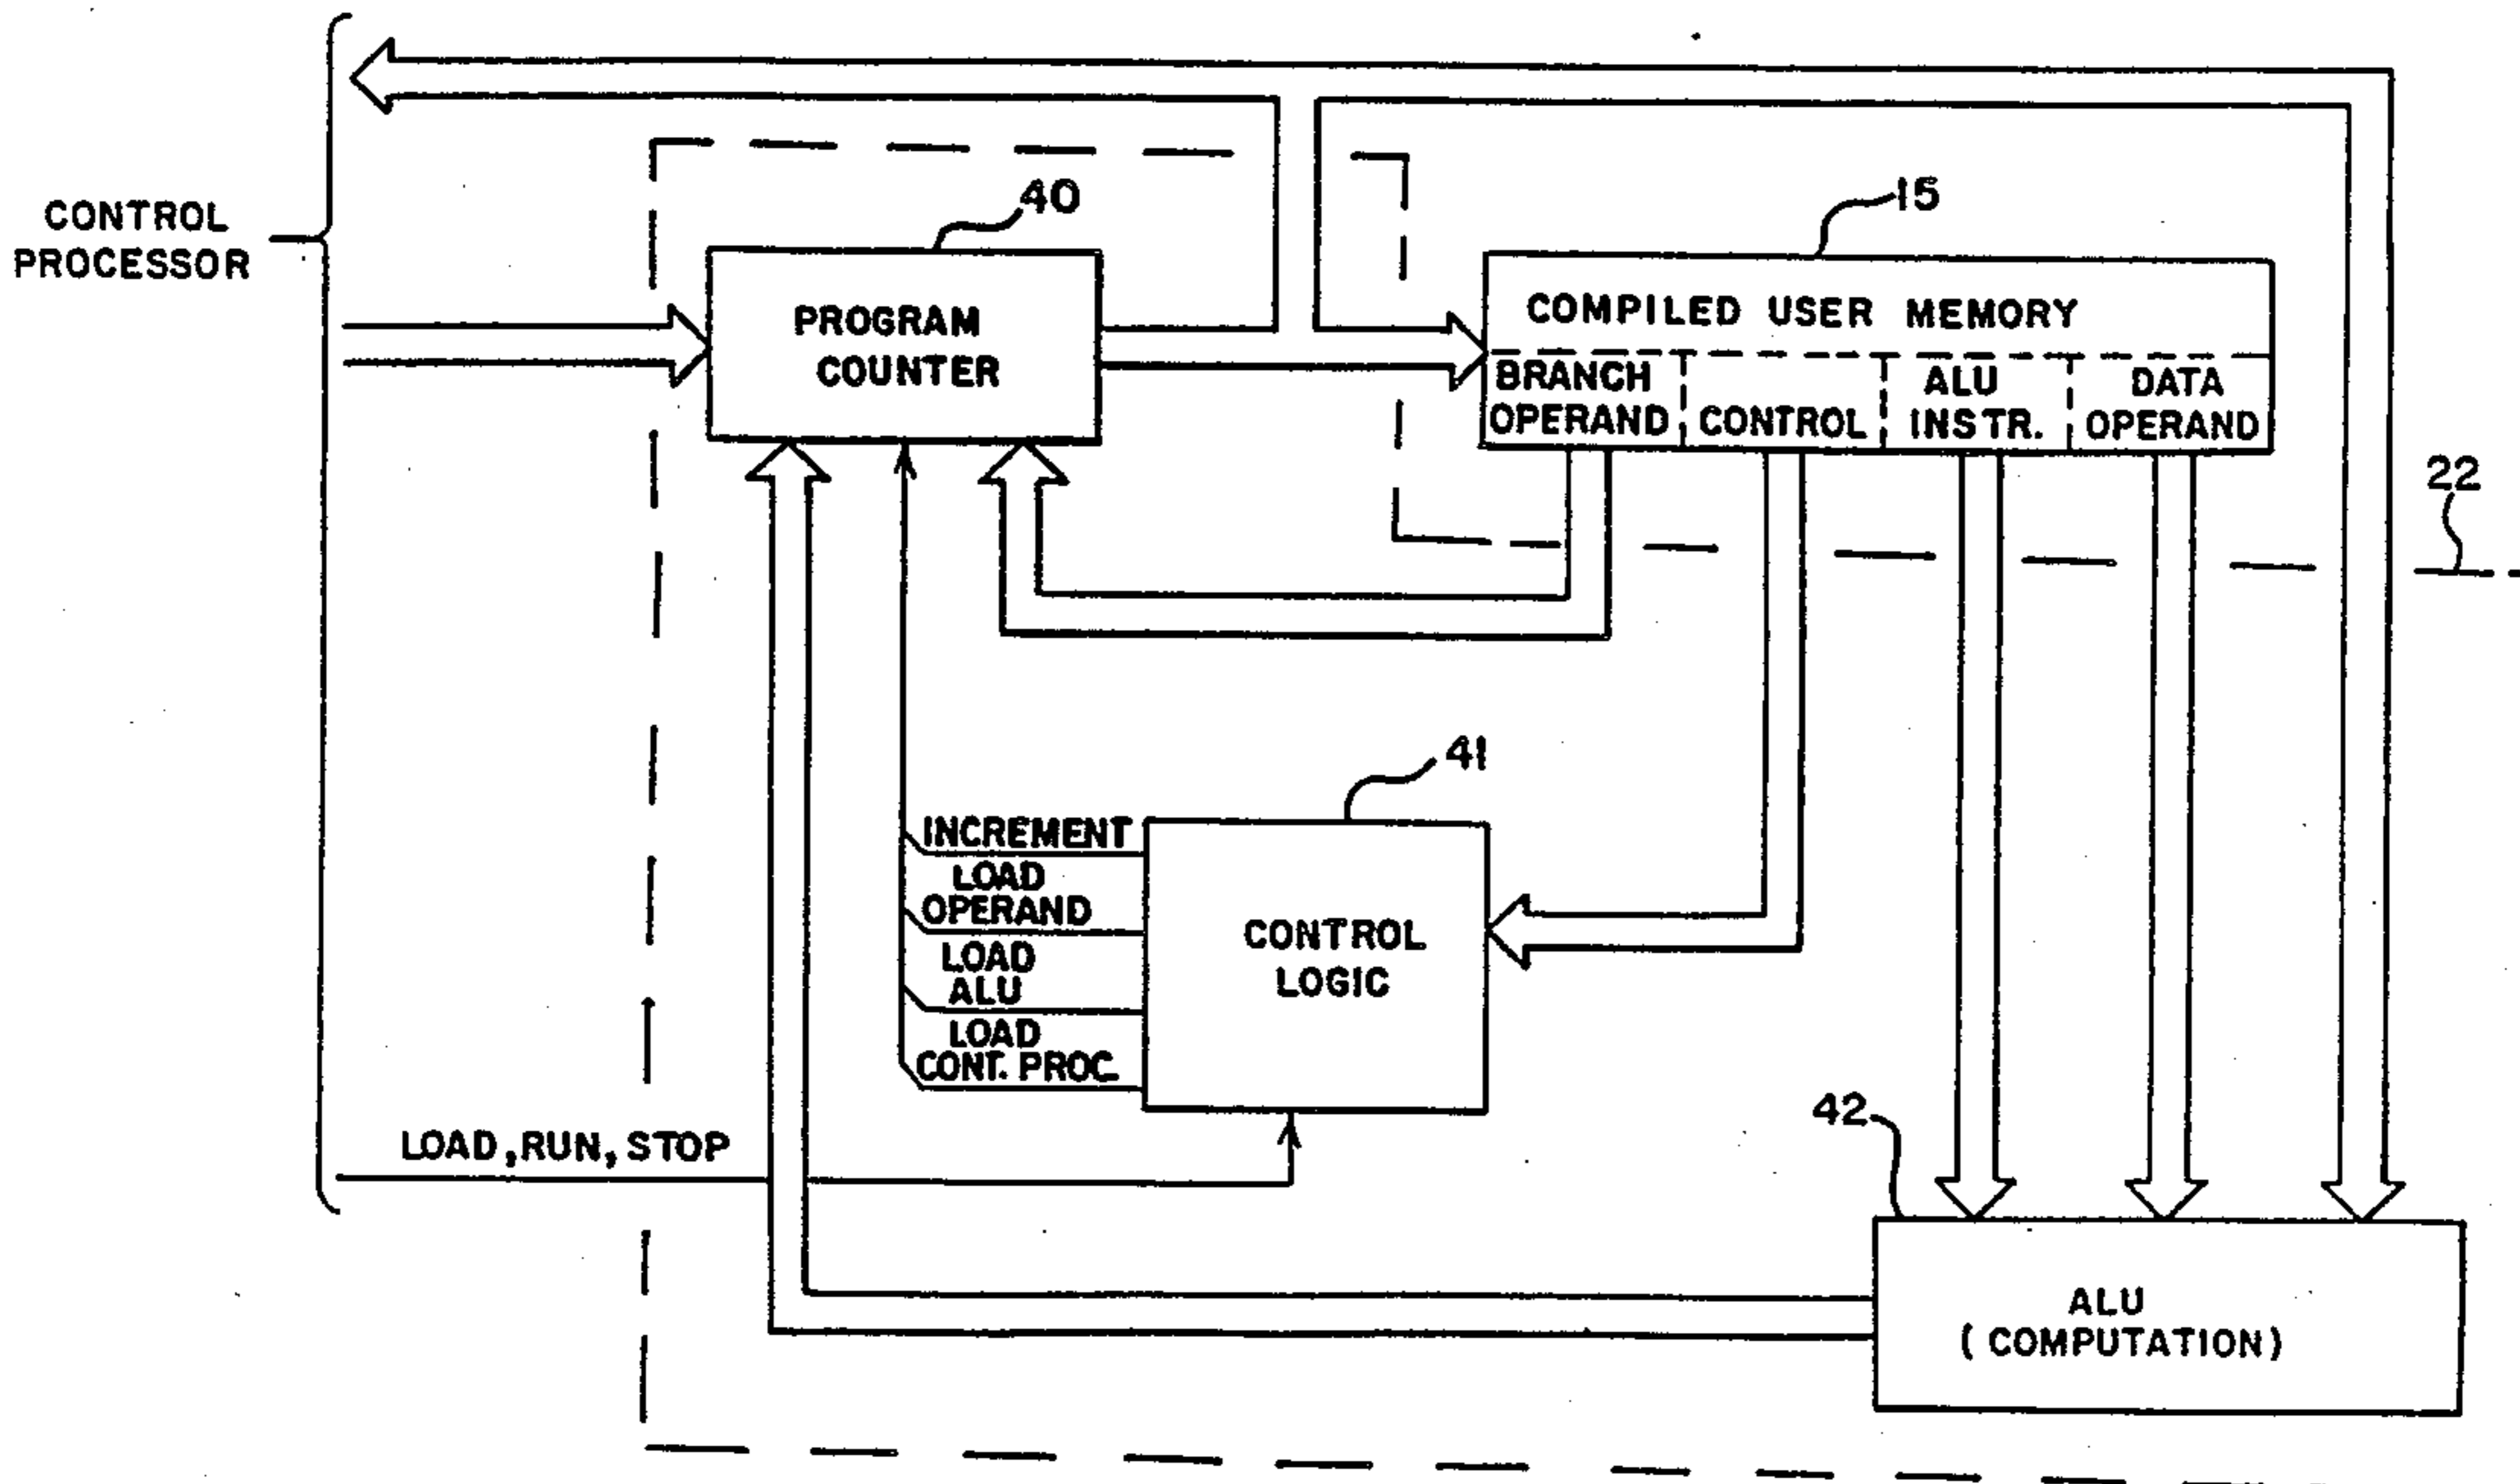 CONTROL
PROCESSOR
40
15
PROGRAM
COUNTER
COMPILED USER MEMORY
BRANCH
OPERAND
CONTROL
ALU
INSTR.
DATA
OPERAND
22
41
INCREMENT
LOAD
OPERAND
LOAD
ALU
LOAD
CONT. PROC.
CONTROL
LOGIC
LOAD, RUN, STOP
42
ALU
( COMPUTATION )